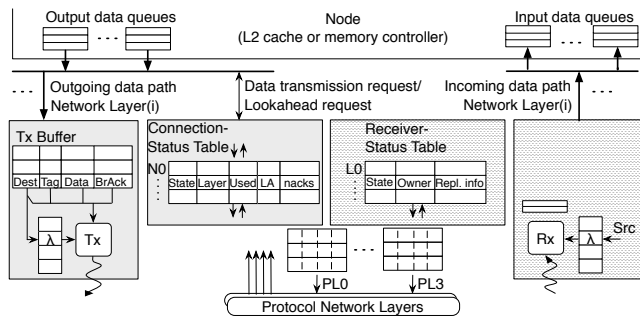 Output data queues
Node
Input data queues
(L2 cache or memory controller)
Outgoing data path
Network Layer(i)
Data transmission request/
Lookahead request
Incoming data path
Network Layer(i)
Tx Buffer
Dest Tag Data BrAck
λ
Tx
Connection-
Status Table
N0
State Layer Used LA nacks
Receiver-
Status Table
L0
State Owner Repl. info
Rx
λ
Src
PL0
PL3
Protocol Network Layers